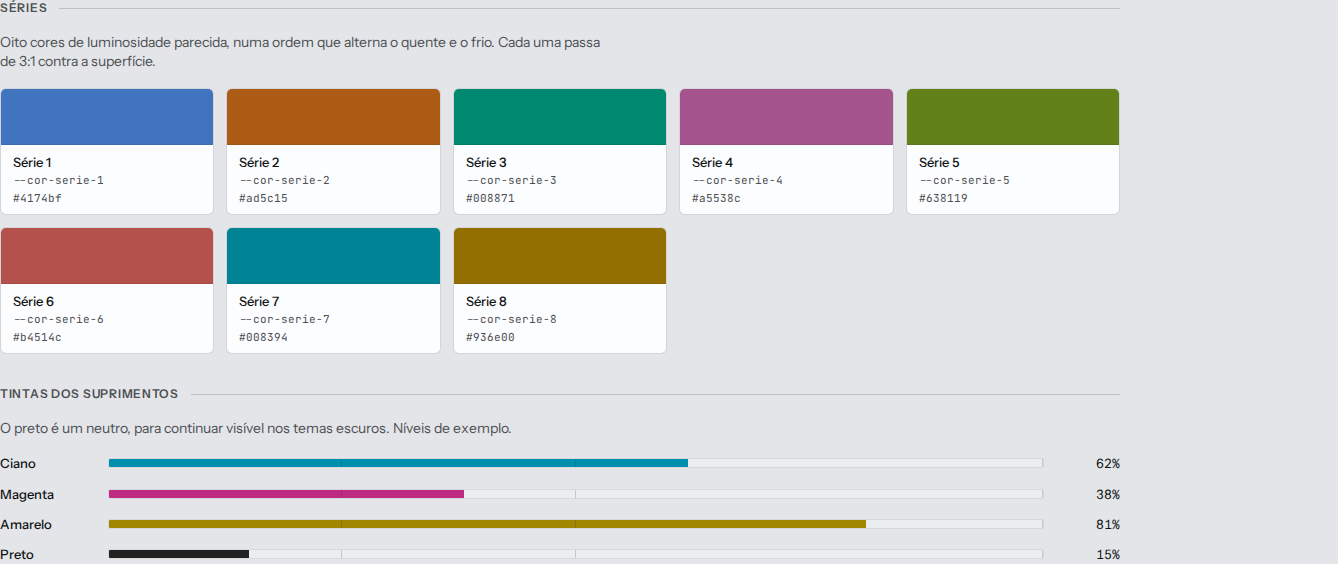 SÉRIES
Oito cores de luminosidade parecida, numa ordem que alterna o quente e o frio. Cada uma passa
de 3:1 contra a superfície.
Série 1
--cor-serie-1
#4174bf
Série 2
--cor-serie-2
#ad5c15
Série 3
--cor-serie-3
#008871
Série 4
--cor-serie-4
#a5538c
Série 5
--cor-serie-5
#638119
Série 6
--cor-serie-6
#b4514c
Série 7
--cor-serie-7
#008394
Série 8
--cor-serie-8
#936e00
TINTAS DOS SUPRIMENTOS
O preto é um neutro, para continuar visível nos temas escuros. Níveis de exemplo.
Ciano 62%
Magenta 38%
Amarelo 81%
Preto 15%